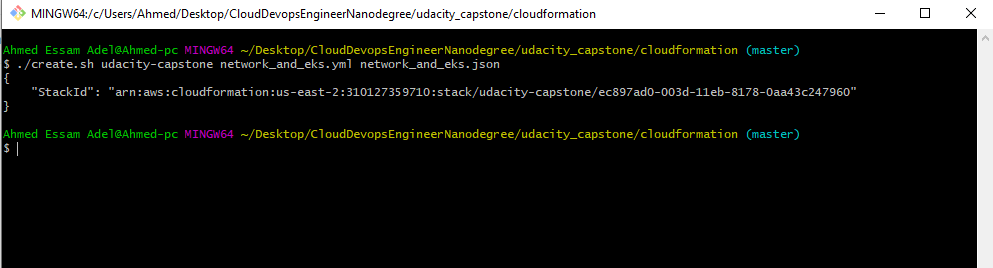 MINGW64:/c/Users/Ahmed/Desktop/CloudDevopsEngineerNanodegree/udacity_capstone/cloudformation
Ahmed Essam Adel@Ahmed-pc MINGW64 ~/Desktop/CloudDevopsEngineerNanodegree/udacity_capstone/cloudformation (master)
$ ./create.sh udacity-capstone network_and_eks.yml network_and_eks.json
{
    "StackId": "arn:aws:cloudformation:us-east-2:310127359710:stack/udacity-capstone/ec897ad0-003d-11eb-8178-0aa43c247960"
}
Ahmed Essam Adel@Ahmed-pc MINGW64 ~/Desktop/CloudDevopsEngineerNanodegree/udacity_capstone/cloudformation (master)
$